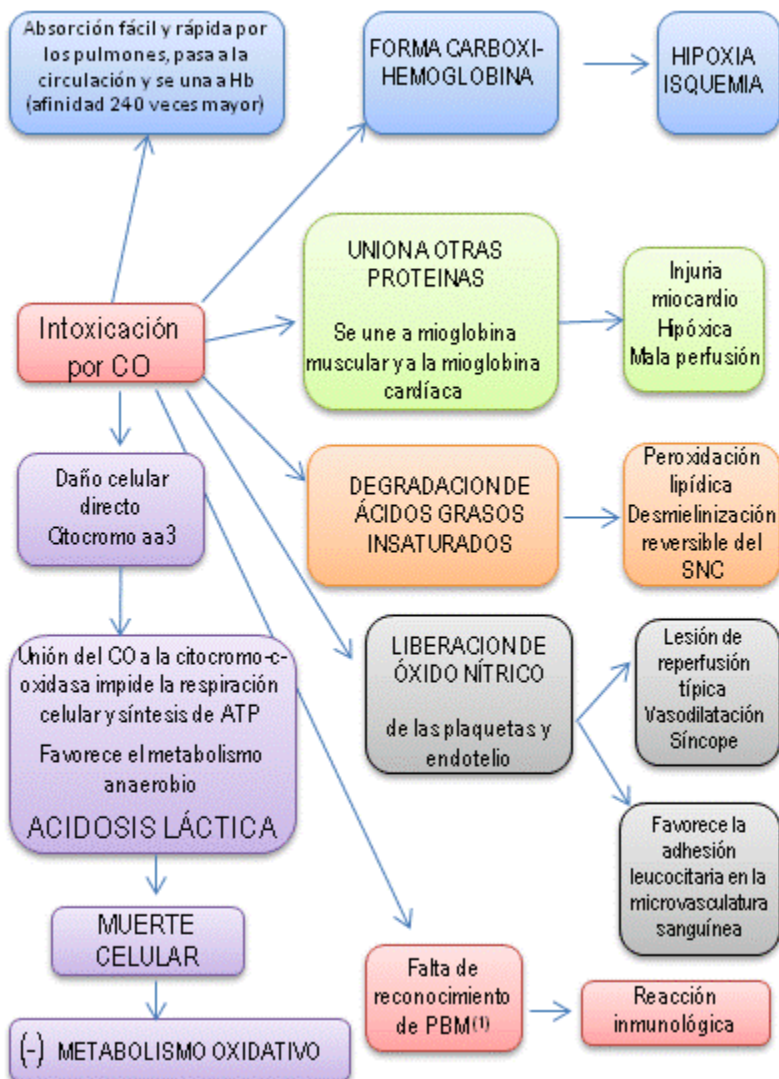 Absorción fácil y rápida por
los pulmones, pasa a la
circulación y se una a Hb
(afinidad 240 veces mayor)
FORMA CARBOXI-
HEMOGLOBINA
HIPOXIA
ISQUEMIA
UNION A OTRAS
PROTEINAS
Se une a mioglobina
muscular y a la mioglobina
cardíaca
Injuria
miocardio
Hipóxica
Mala perfusión
Intoxicación
por CO
Daño celular
directo
Citocromo aa3
DEGRADACION DE
ÁCIDOS GRASOS
INSATURADOS
Peroxidación
lipídica
Desmielinización
reversible del
SNC
Unión del CO a la citocromo-c-
oxidasa impide la respiración
celular y síntesis de ATP
Favorece el metabolismo
anaerobio
ACIDOSIS LÁCTICA
LIBERACION DE
ÓXIDO NÍTRICO
de las plaquetas y
endotelio
Lesión de
reperfusión
típica
Vasodilatación
Síncope
Favorece la
adhesión
leucocitaria en la
microvasculatura
sanguínea
MUERTE
CELULAR
Falta de
reconocimiento
de PBM(1)
Reacción
inmunológica
(-) METABOLISMO OXIDATIVO